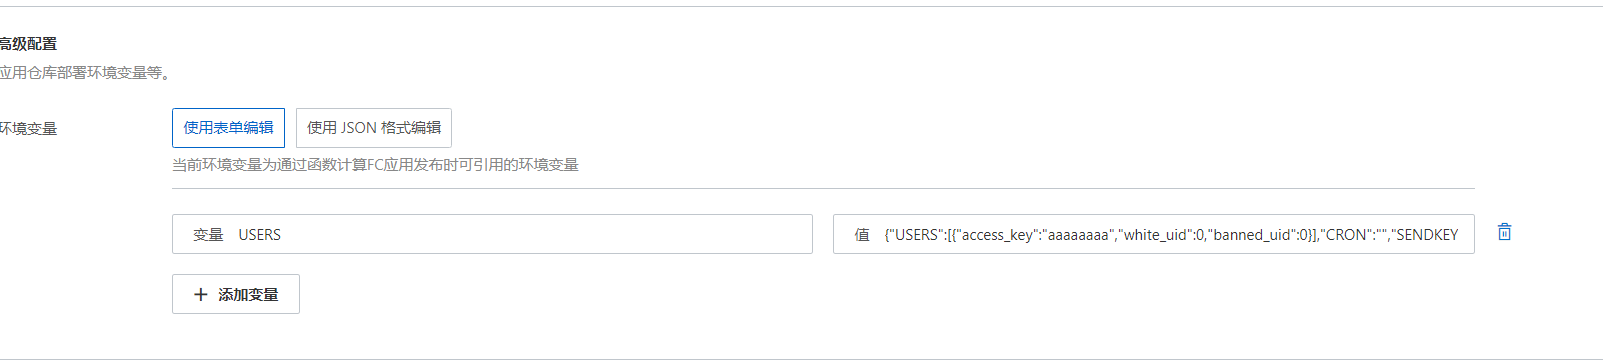 高级配置
应用仓库部署环境变量等。
环境变量
使用表单编辑 使用 JSON 格式编辑
当前环境变量为通过函数计算FC应用发布时可引用的环境变量
变量 USERS 值 {"USERS":[{"access_key":"aaaaaaaa","white_uid":0,"banned_uid":0}],"CRON":"","SENDKEY
添加变量